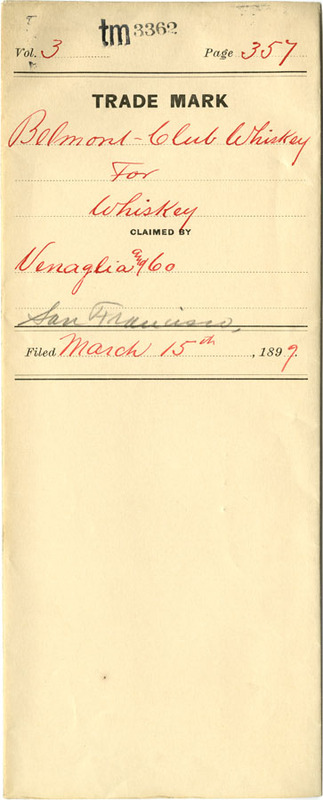 tm 3362
Vol. 3 Page 357
TRADE MARK
Belmont-Club Whiskey
For
Whiskey
CLAIMED BY
Venaglia and Co
San Francisco,
Filed March 15th, 1899.